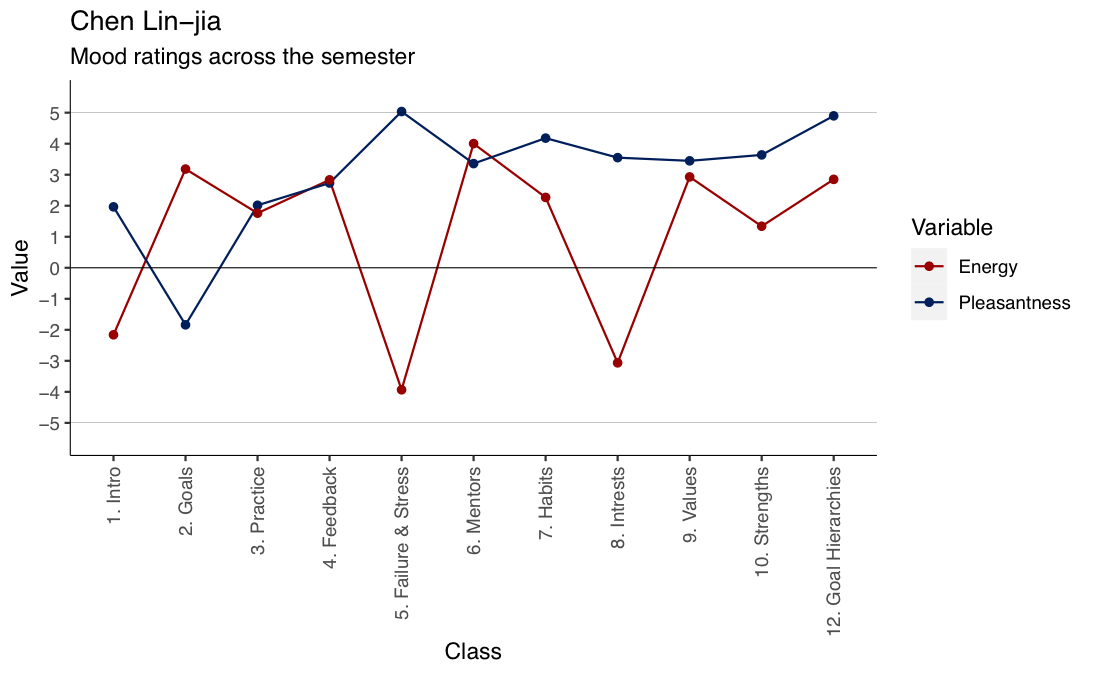 Chen Lin−jia
Mood ratings across the semester
Value
5
4
3
2
1
0
−1
−2
−3
−4
−5
1. Intro
2. Goals
3. Practice
4. Feedback
5. Failure & Stress
6. Mentors
7. Habits
8. Intrests
9. Values
10. Strengths
12. Goal Hierarchies
Class
Variable
Energy
Pleasantness